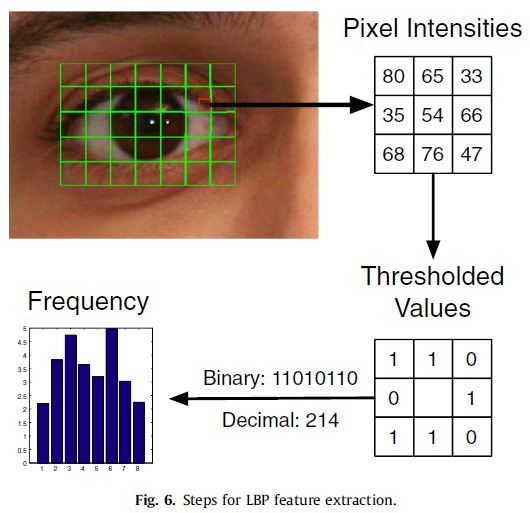 Pixel Intensities
80 65 33
35 54 66
68 76 47
Thresholded
Values
1 1 0
0 1
1 1 0
Binary: 11010110
Decimal: 214
Frequency
5
4.5
4
3.5
3
2.5
2
1.5
1
0.5
0
1 2 3 4 5 6 7 8
Fig. 6. Steps for LBP feature extraction.